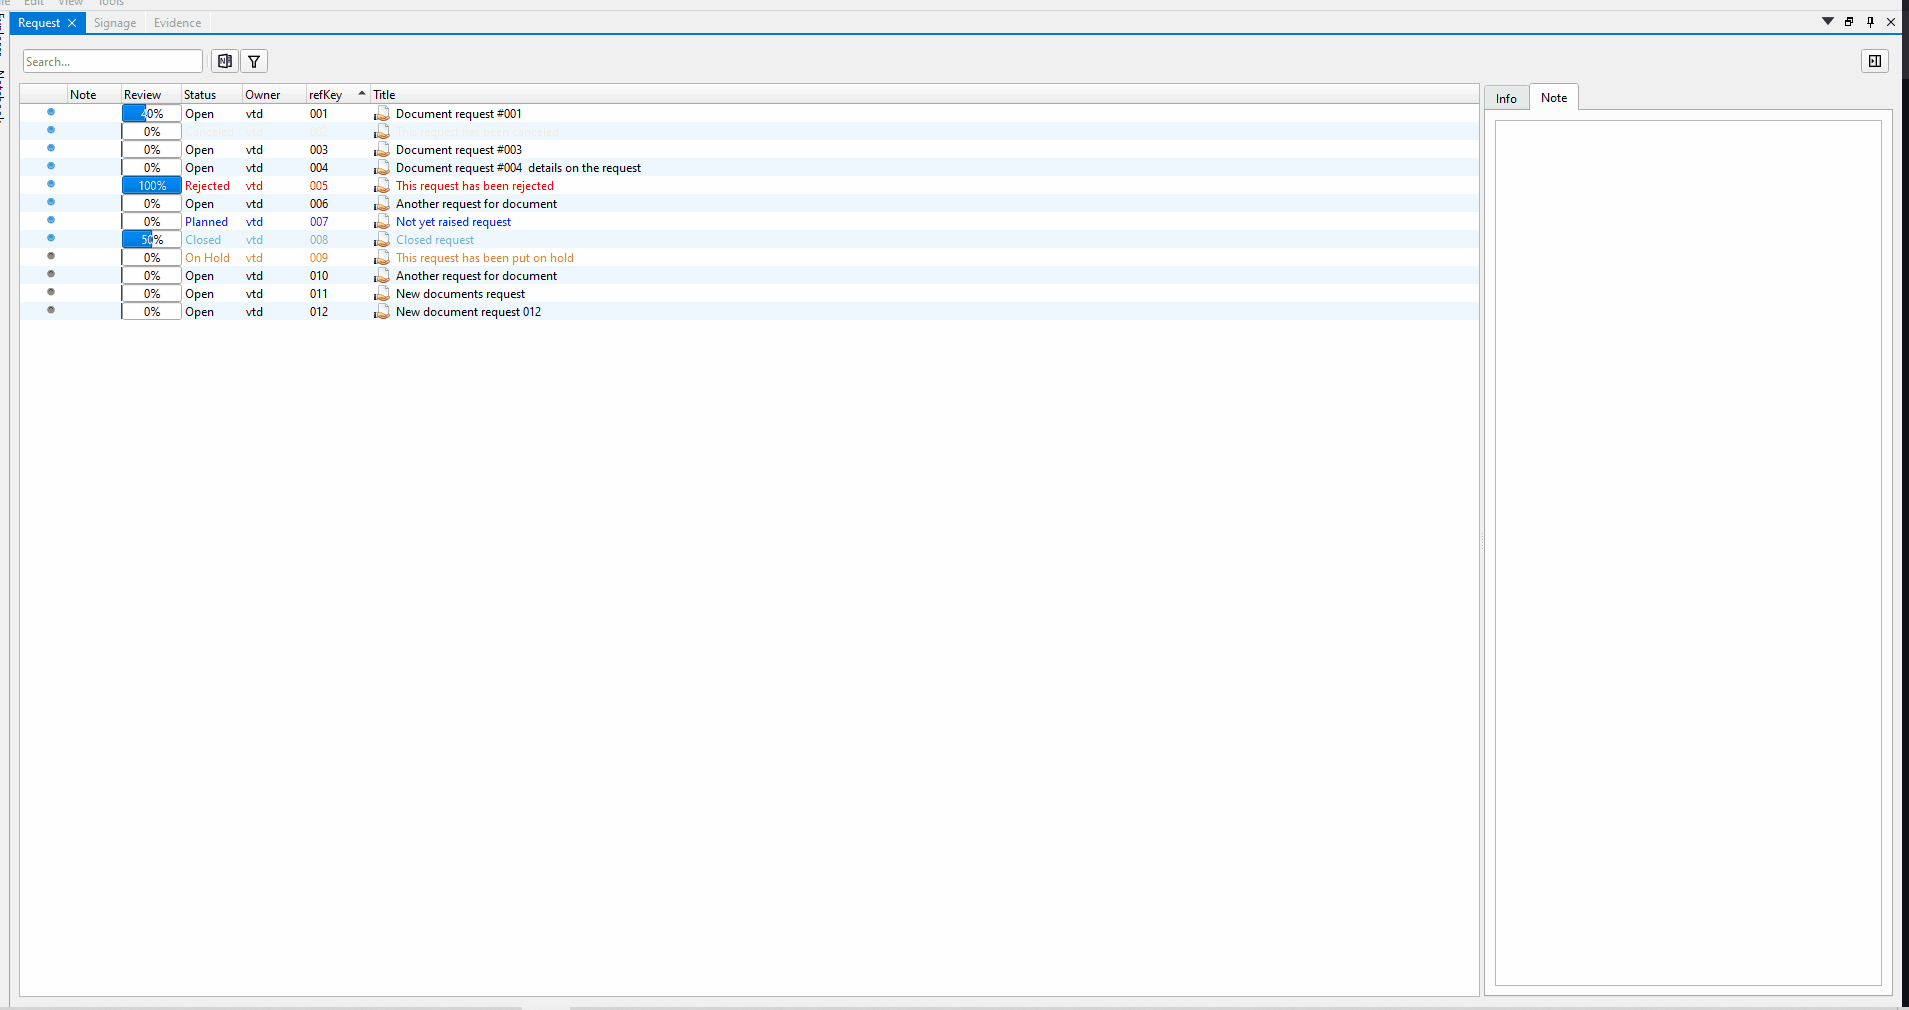 Edit View Tools
Request Signage Evidence
Search...
Note Review Status Owner refKey Title
40% Open vtd 001 Document request #001
0% Canceled vtd 002 This request has been canceled
0% Open vtd 003 Document request #003
0% Open vtd 004 Document request #004 details on the request
100% Rejected vtd 005 This request has been rejected
0% Open vtd 006 Another request for document
0% Planned vtd 007 Not yet raised request
50% Closed vtd 008 Closed request
0% On Hold vtd 009 This request has been put on hold
0% Open vtd 010 Another request for document
0% Open vtd 011 New documents request
0% Open vtd 012 New document request 012
Info Note